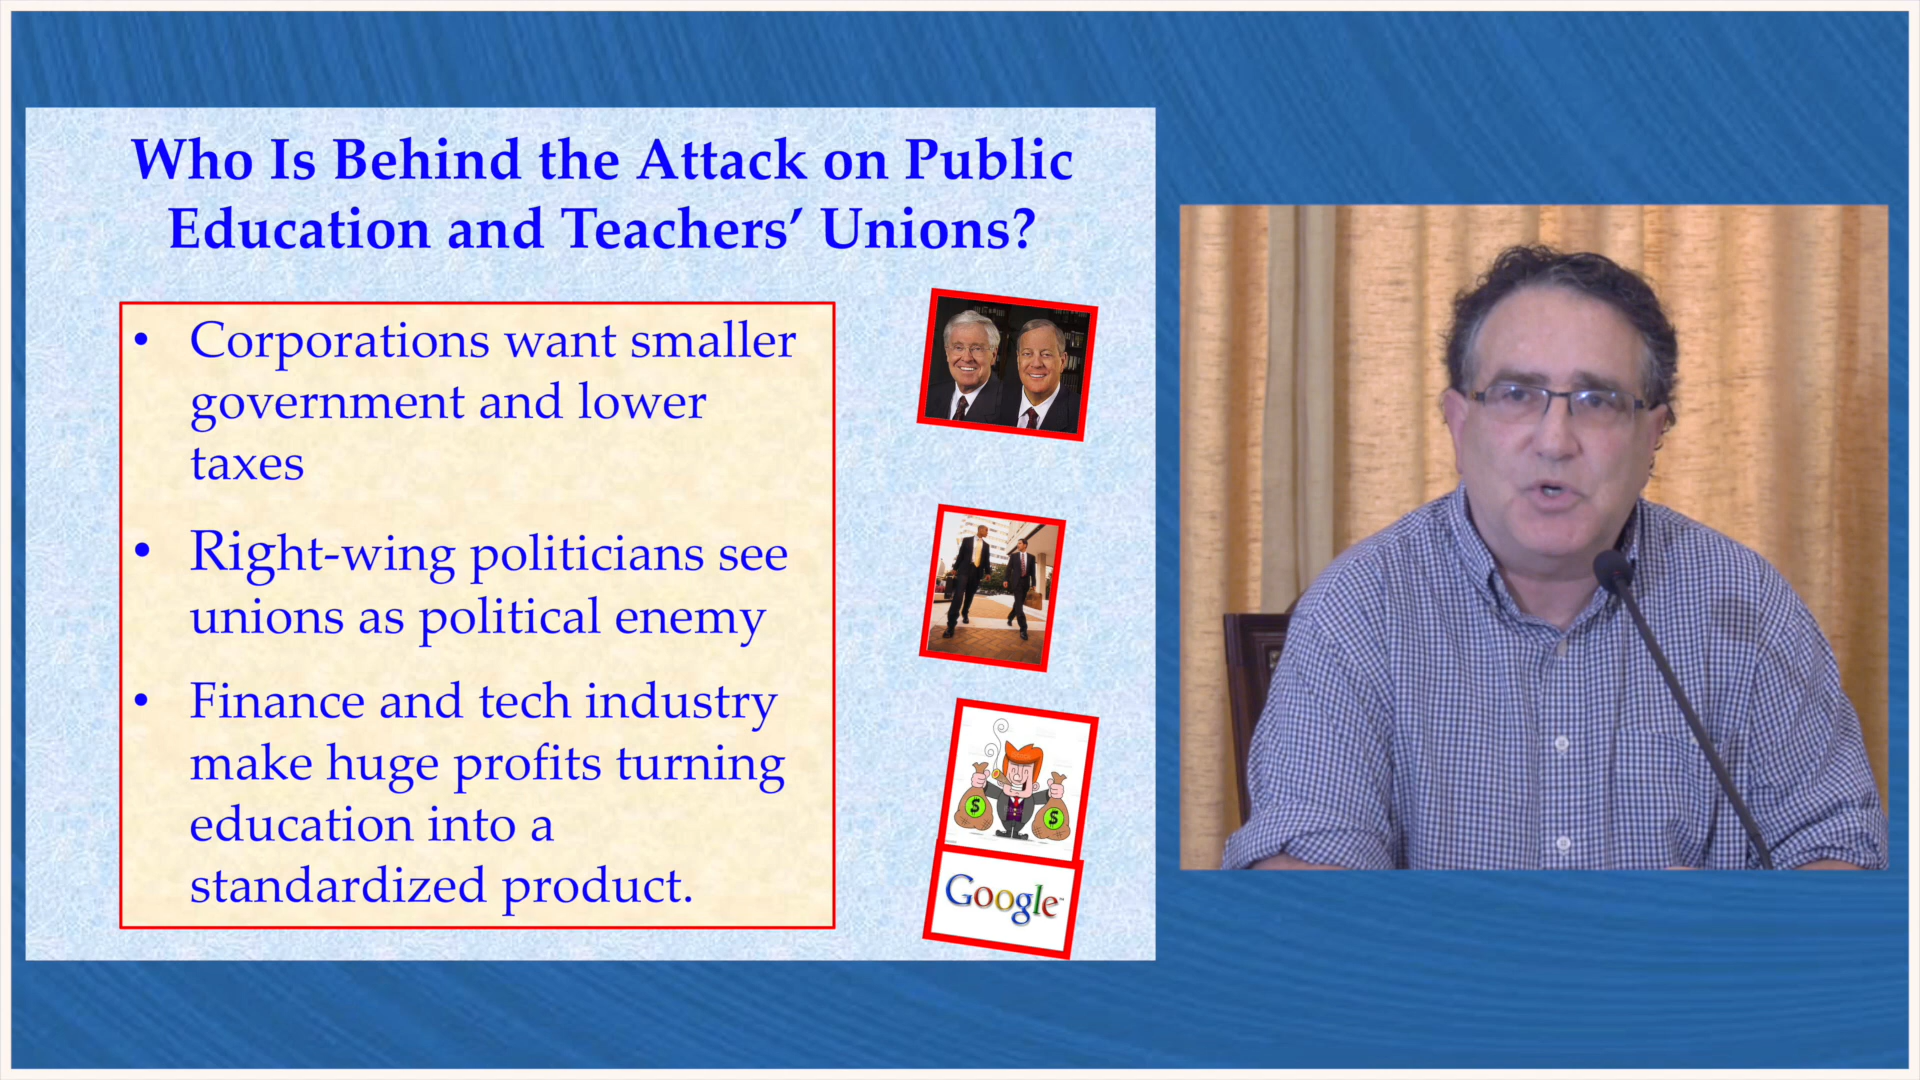 Who Is Behind the Attack on Public
Education and Teachers’ Unions?
• Corporations want smaller
government and lower
taxes
• Right-wing politicians see
unions as political enemy
• Finance and tech industry
make huge profits turning
education into a
standardized product.
$ $
Google